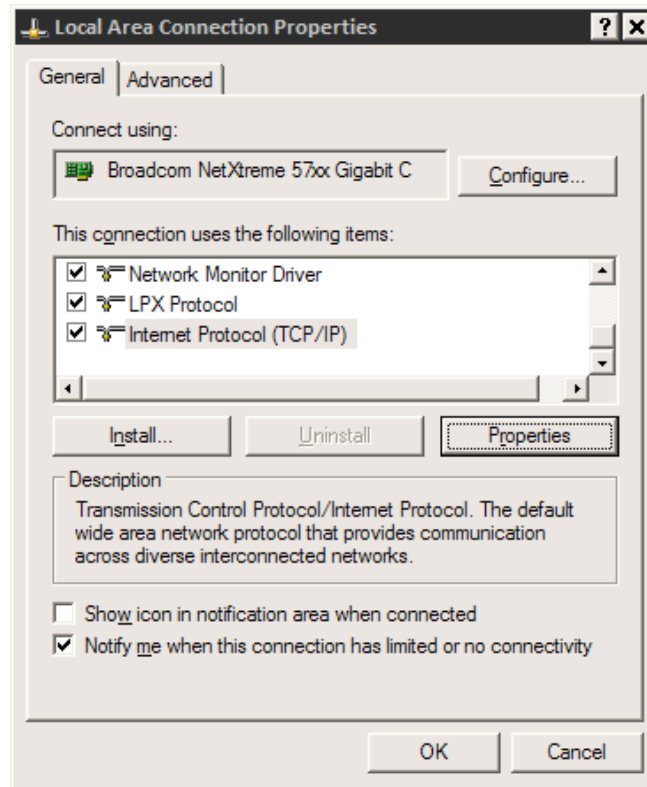 Local Area Connection Properties
General
Advanced
Connect using:
Broadcom NetXtreme 57xx Gigabit C
Configure...
This connection uses the following items:
Network Monitor Driver
LPX Protocol
Internet Protocol (TCP/IP)
Install...
Uninstall
Properties
Description
Transmission Control Protocol/Internet Protocol. The default
wide area network protocol that provides communication
across diverse interconnected networks.
Show icon in notification area when connected
Notify me when this connection has limited or no connectivity
OK
Cancel